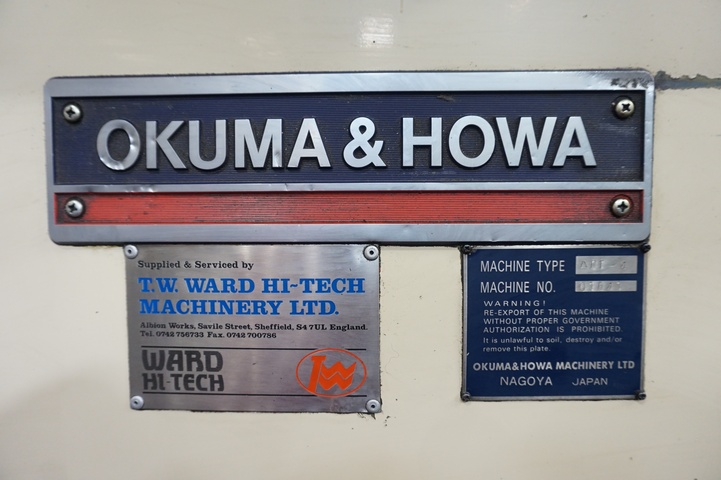 OKUMA & HOWA
Supplied & Serviced by
T.W. WARD HI-TECH
MACHINERY LTD.
Albion Works, Savile Street, Sheffield, S4 7UL England.
Tel. 0742 756733 Fax. 0742 700786
WARD
HI-TECH
MACHINE TYPE
MACHINE NO.
WARNING!
RE-EXPORT OF THIS MACHINE
WITHOUT PROPER GOVERNMENT
AUTHORIZATION IS PROHIBITED.
It is unlawful to soil, destroy and/or
remove this plate.
OKUMA&HOWA MACHINERY LTD
NAGOYA JAPAN